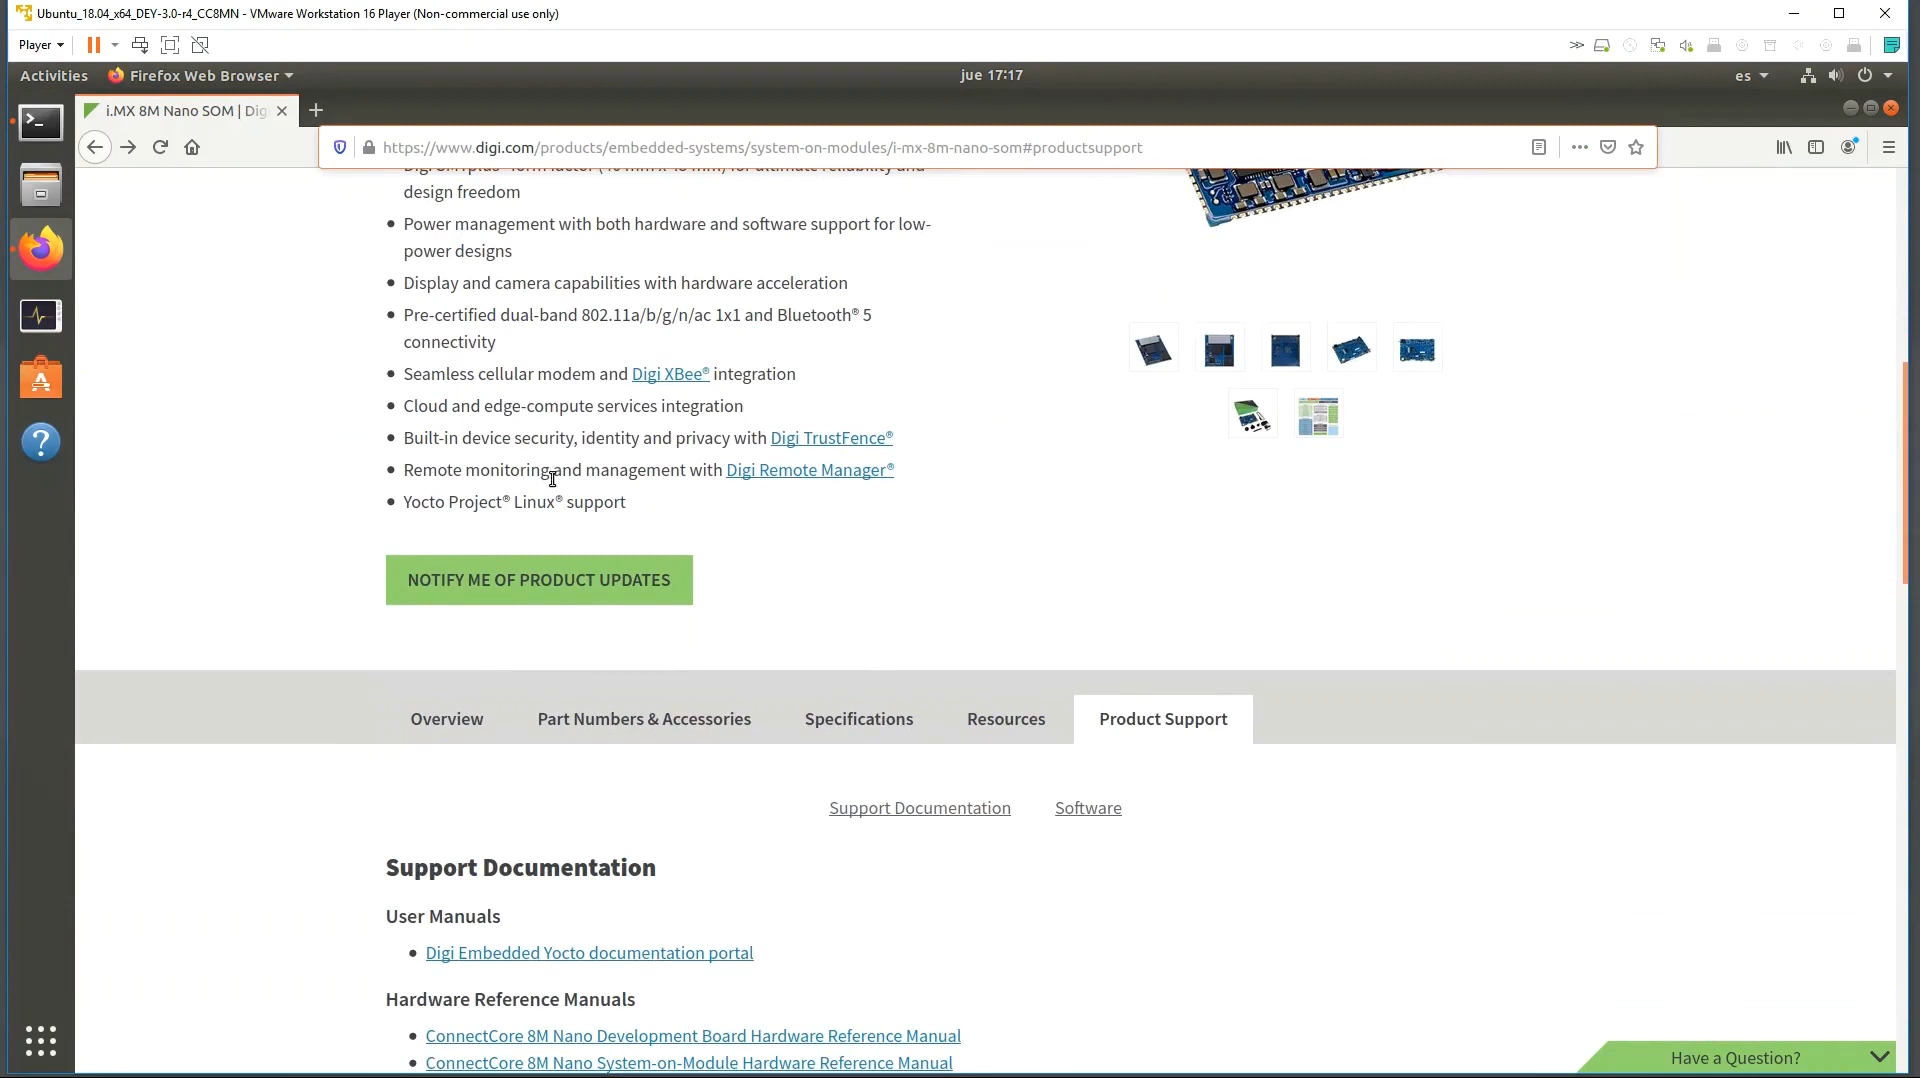 Ubuntu_18.04_x64_DEY-3.0-r4_CC8MN - VMware Workstation 16 Player (Non-commercial use only)
Player
Activities
Firefox Web Browser
jue 17:17
es
i.MX 8M Nano SOM | Dig
https://www.digi.com/products/embedded-systems/system-on-modules/i-mx-8m-nano-som#productsupport
design freedom
Power management with both hardware and software support for low-
power designs
Display and camera capabilities with hardware acceleration
Pre-certified dual-band 802.11a/b/g/n/ac 1x1 and Bluetooth® 5
connectivity
Seamless cellular modem and Digi XBee® integration
Cloud and edge-compute services integration
Built-in device security, identity and privacy with Digi TrustFence®
Remote monitoring and management with Digi Remote Manager®
Yocto Project® Linux® support
NOTIFY ME OF PRODUCT UPDATES
Overview
Part Numbers & Accessories
Specifications
Resources
Product Support
Support Documentation
Software
Support Documentation
User Manuals
Digi Embedded Yocto documentation portal
Hardware Reference Manuals
ConnectCore 8M Nano Development Board Hardware Reference Manual
ConnectCore 8M Nano System-on-Module Hardware Reference Manual
Have a Question?